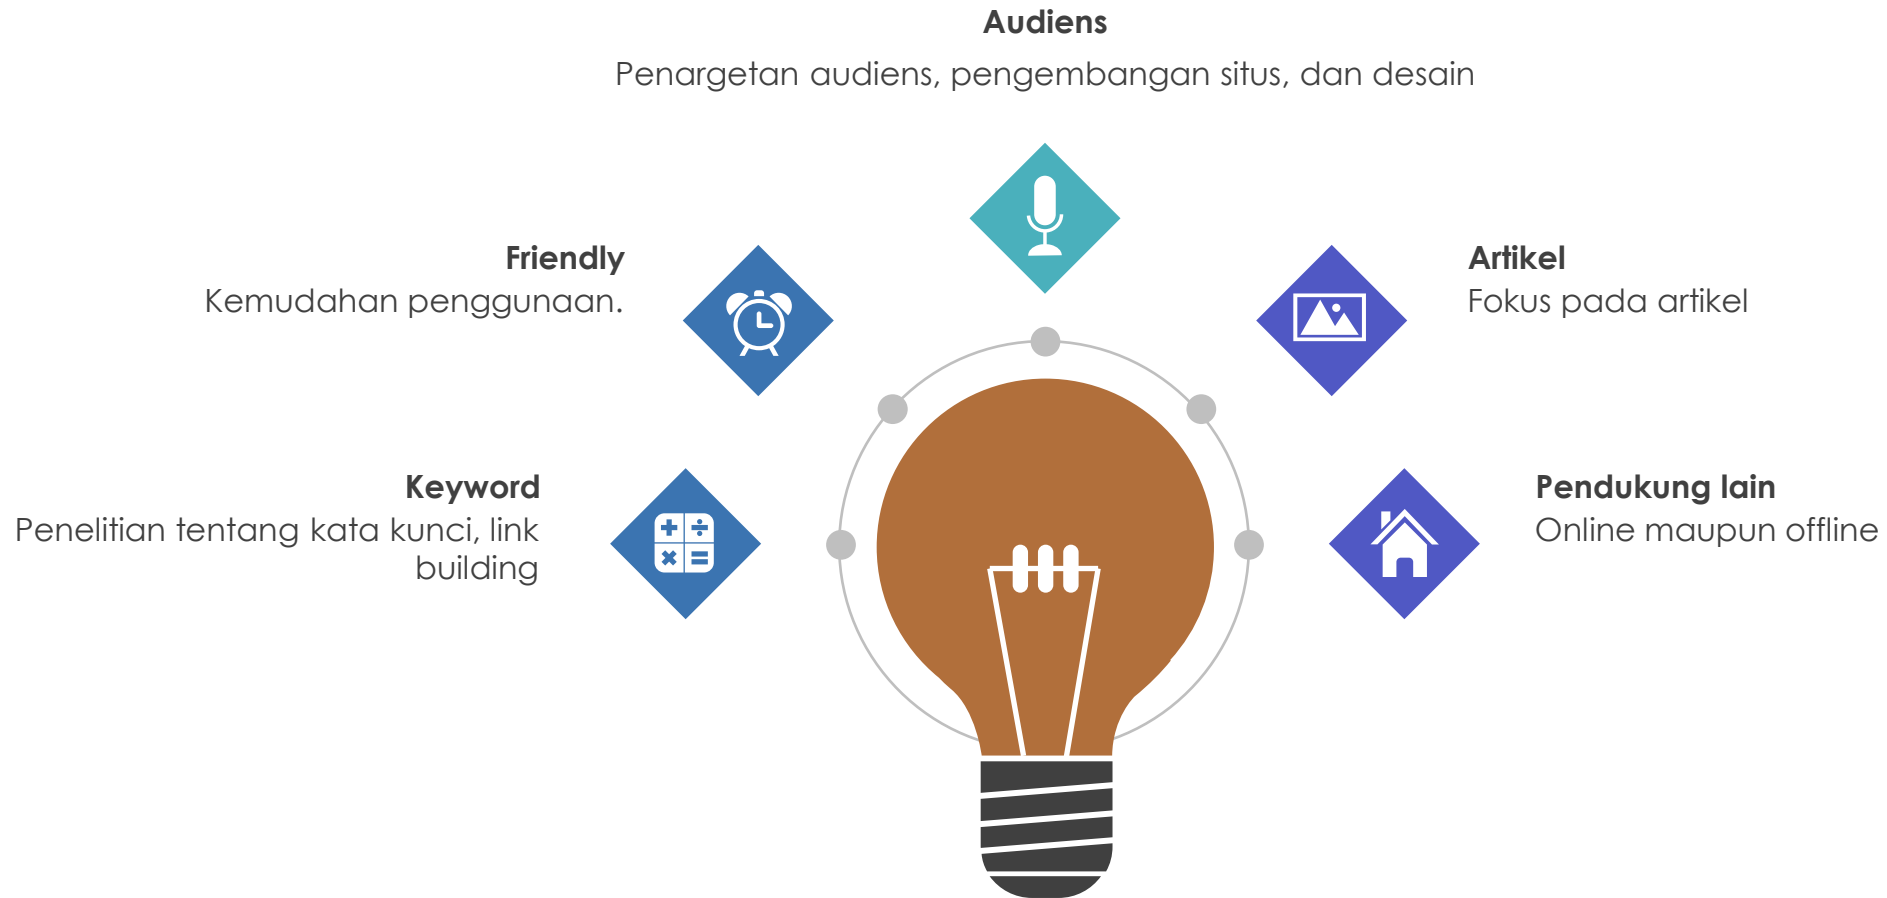 Audiens
Penargetan audiens, pengembangan situs, dan desain
Friendly
Kemudahan penggunaan.
Artikel
Fokus pada artikel
Keyword
Penelitian tentang kata kunci, link
building
Pendukung lain
Online maupun offline